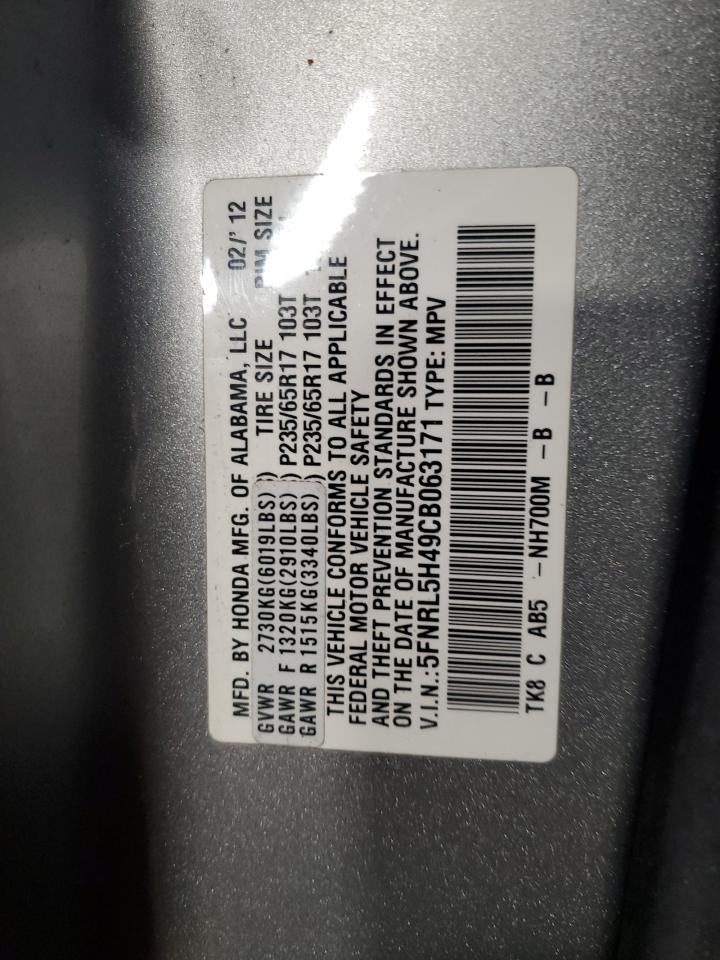 MFD. BY HONDA MFG. OF ALABAMA, LLC 02/'12
GVWR 2730KG(6019LBS) ) TIRE SIZE RIM SIZE
GAWR F 1320KG(2910LBS) ) P235/65R17 103T
GAWR R 1515KG(3340LBS) ) P235/65R17 103T
THIS VEHICLE CONFORMS TO ALL APPLICABLE
FEDERAL MOTOR VEHICLE SAFETY
AND THEFT PREVENTION STANDARDS IN EFFECT
ON THE DATE OF MANUFACTURE SHOWN ABOVE.
V.I.N.:5FNRL5H49CB063171 TYPE: MPV
TK8 C AB5 -NH700M -B -B